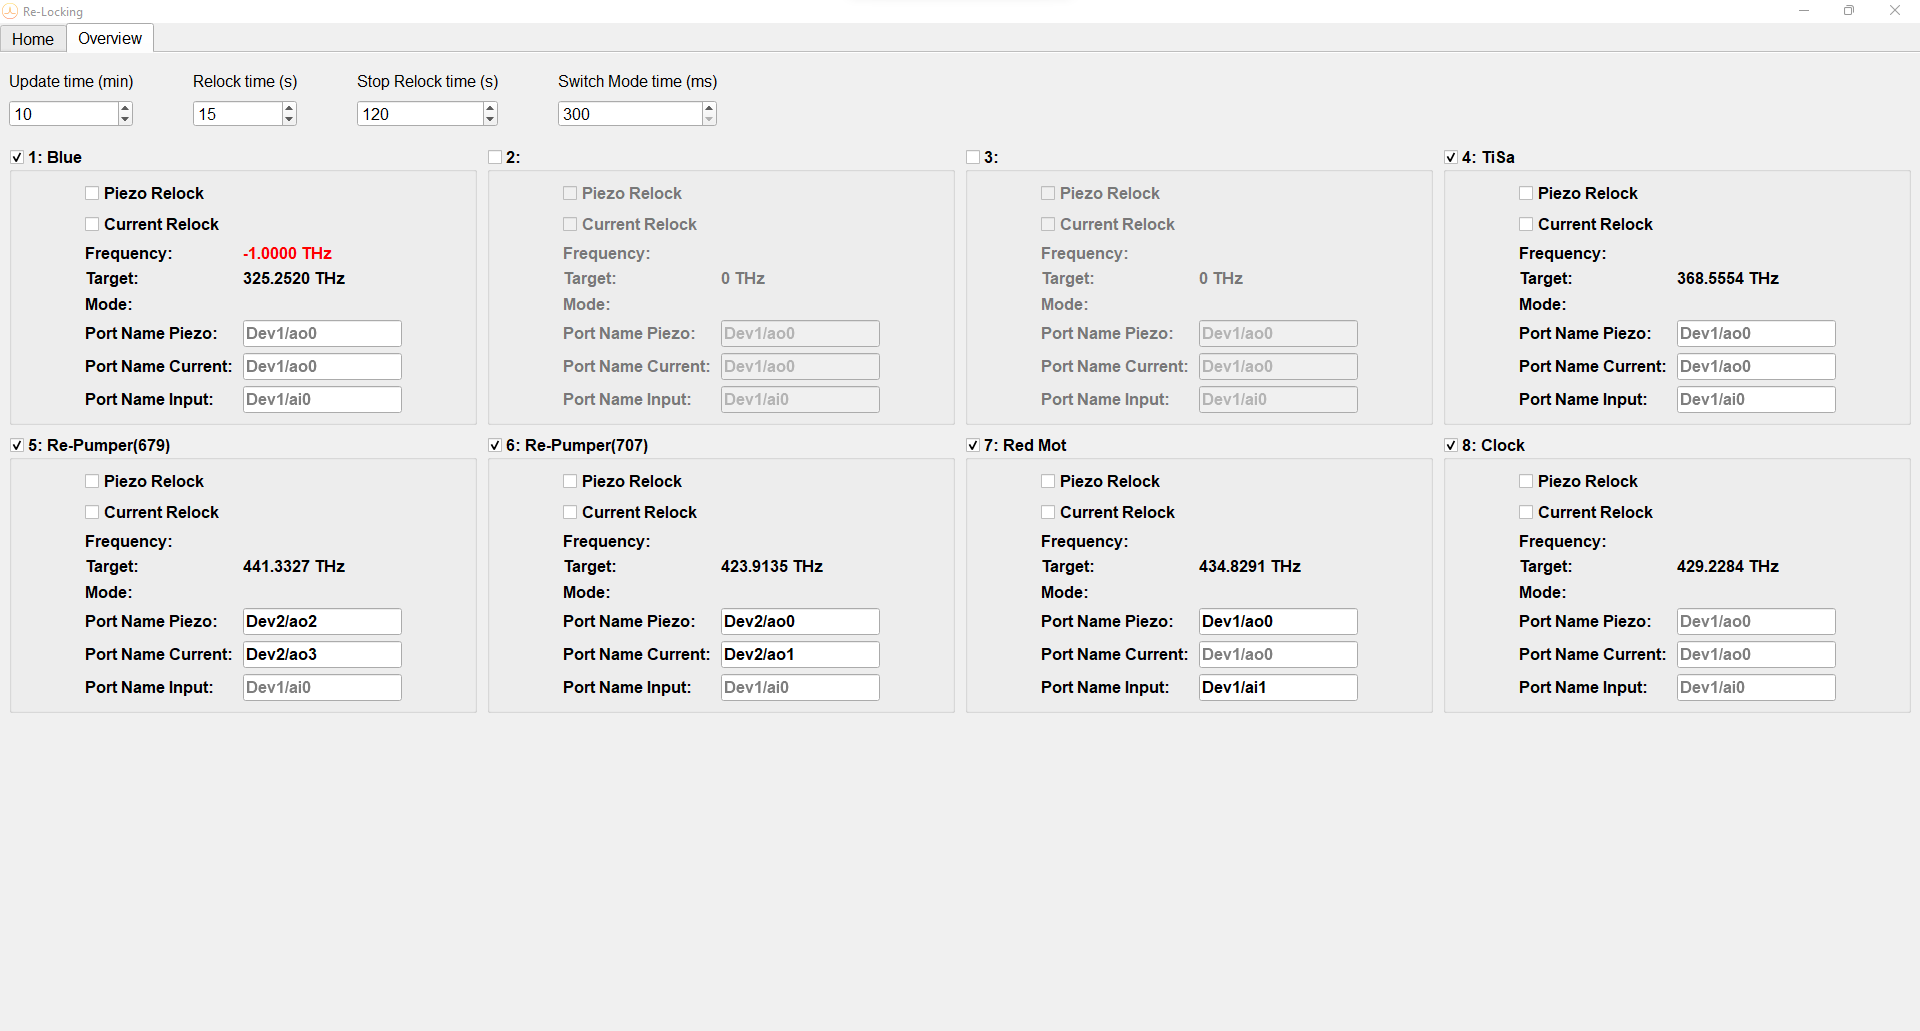 Re-Locking
Home Overview
Update time (min) Relock time (s) Stop Relock time (s) Switch Mode time (ms)
10 15 120 300
1: Blue 2: 3: 4: TiSa
Piezo Relock Piezo Relock Piezo Relock Piezo Relock
Current Relock Current Relock Current Relock Current Relock
Frequency: -1.0000 THz Frequency: Frequency: Frequency:
Target: 325.2520 THz Target: 0 THz Target: 0 THz Target: 368.5554 THz
Mode: Mode: Mode: Mode:
Port Name Piezo: Dev1/ao0 Port Name Piezo: Dev1/ao0 Port Name Piezo: Dev1/ao0 Port Name Piezo: Dev1/ao0
Port Name Current: Dev1/ao0 Port Name Current: Dev1/ao0 Port Name Current: Dev1/ao0 Port Name Current: Dev1/ao0
Port Name Input: Dev1/ai0 Port Name Input: Dev1/ai0 Port Name Input: Dev1/ai0 Port Name Input: Dev1/ai0
5: Re-Pumper(679) 6: Re-Pumper(707) 7: Red Mot 8: Clock
Piezo Relock Piezo Relock Piezo Relock Piezo Relock
Current Relock Current Relock Current Relock Current Relock
Frequency: Frequency: Frequency: Frequency:
Target: 441.3327 THz Target: 423.9135 THz Target: 434.8291 THz Target: 429.2284 THz
Mode: Mode: Mode: Mode:
Port Name Piezo: Dev2/ao2 Port Name Piezo: Dev2/ao0 Port Name Piezo: Dev1/ao0 Port Name Piezo: Dev1/ao0
Port Name Current: Dev2/ao3 Port Name Current: Dev2/ao1 Port Name Current: Dev1/ao0 Port Name Current: Dev1/ao0
Port Name Input: Dev1/ai0 Port Name Input: Dev1/ai0 Port Name Input: Dev1/ai1 Port Name Input: Dev1/ai0